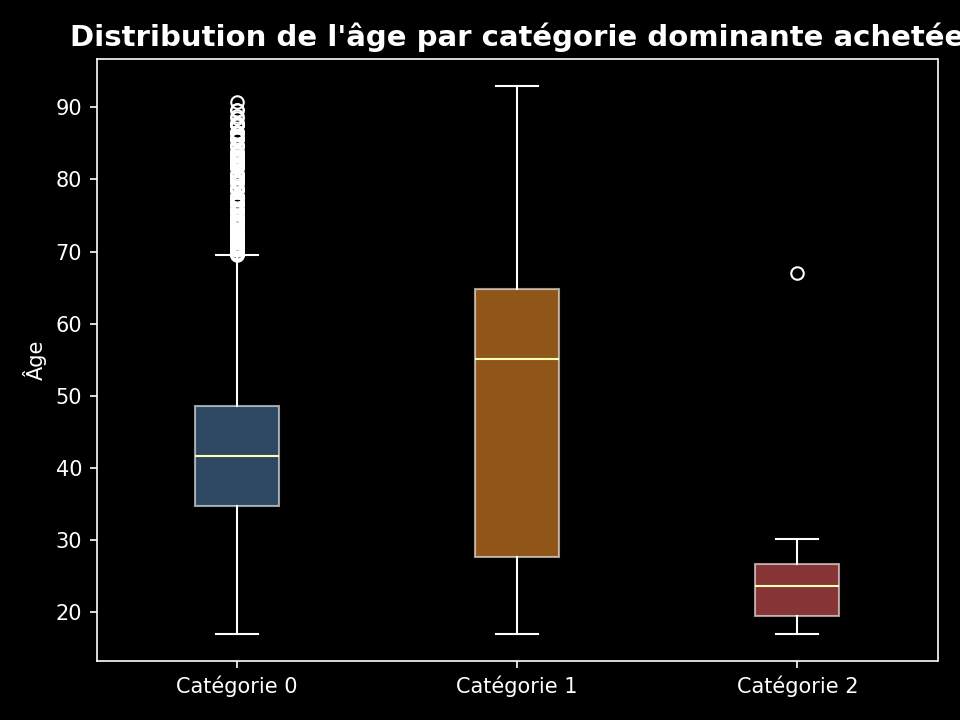 Distribution de l'âge par catégorie dominante achetée
90
80
70
60
50
40
30
20
Âge
Catégorie 0
Catégorie 1
Catégorie 2